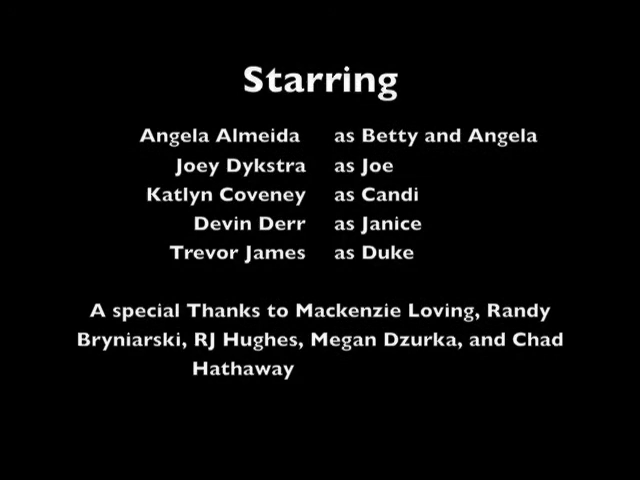 Starring
Angela Almeida as Betty and Angela
Joey Dykstra as Joe
Katlyn Coveney as Candi
Devin Derr as Janice
Trevor James as Duke
A special Thanks to Mackenzie Loving, Randy
Bryniarski, RJ Hughes, Megan Dzurka, and Chad
Hathaway